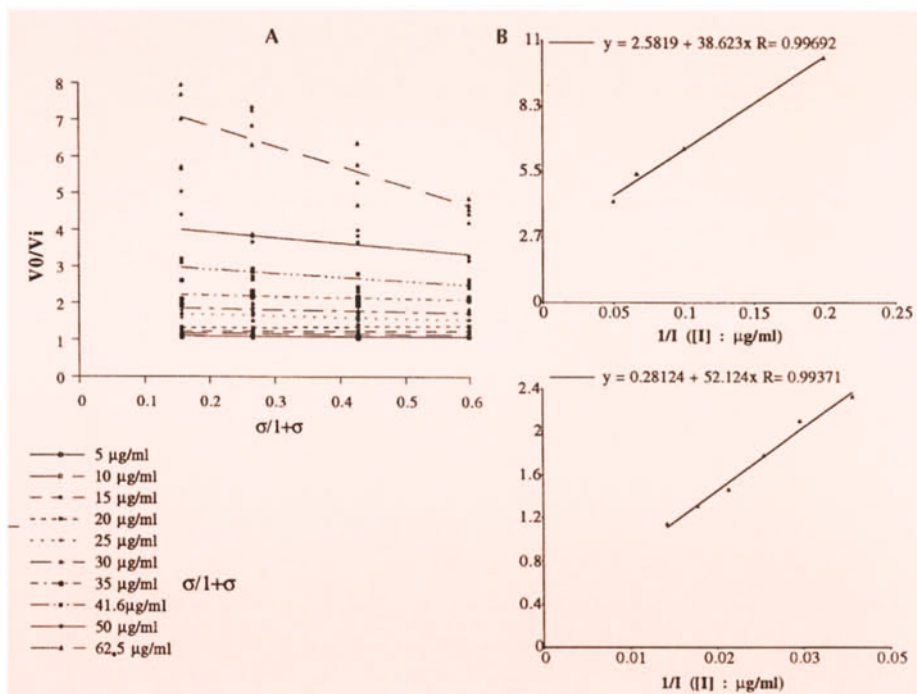 A
8
7
6
5
4
3
2
1
0
V0/Vi
0 0.1 0.2 0.3 0.4 0.5 0.6
σ/1+σ
5 µg/ml
10 µg/ml
15 µg/ml
20 µg/ml
25 µg/ml
30 µg/ml
35 µg/ml
41.6µg/ml
50 µg/ml
62,5 µg/ml
σ/1+σ
B
y = 2.5819 + 38.623x R= 0.99692
11
8.3
5.5
2.7
0
0 0.05 0.1 0.15 0.2 0.25
1/I ([I] : µg/ml)
y = 0.28124 + 52.124x R= 0.99371
2.4
2
1.6
1.2
0.8
0.4
0
0 0.01 0.02 0.03 0.04 0.05
1/I ([I] : µg/ml)